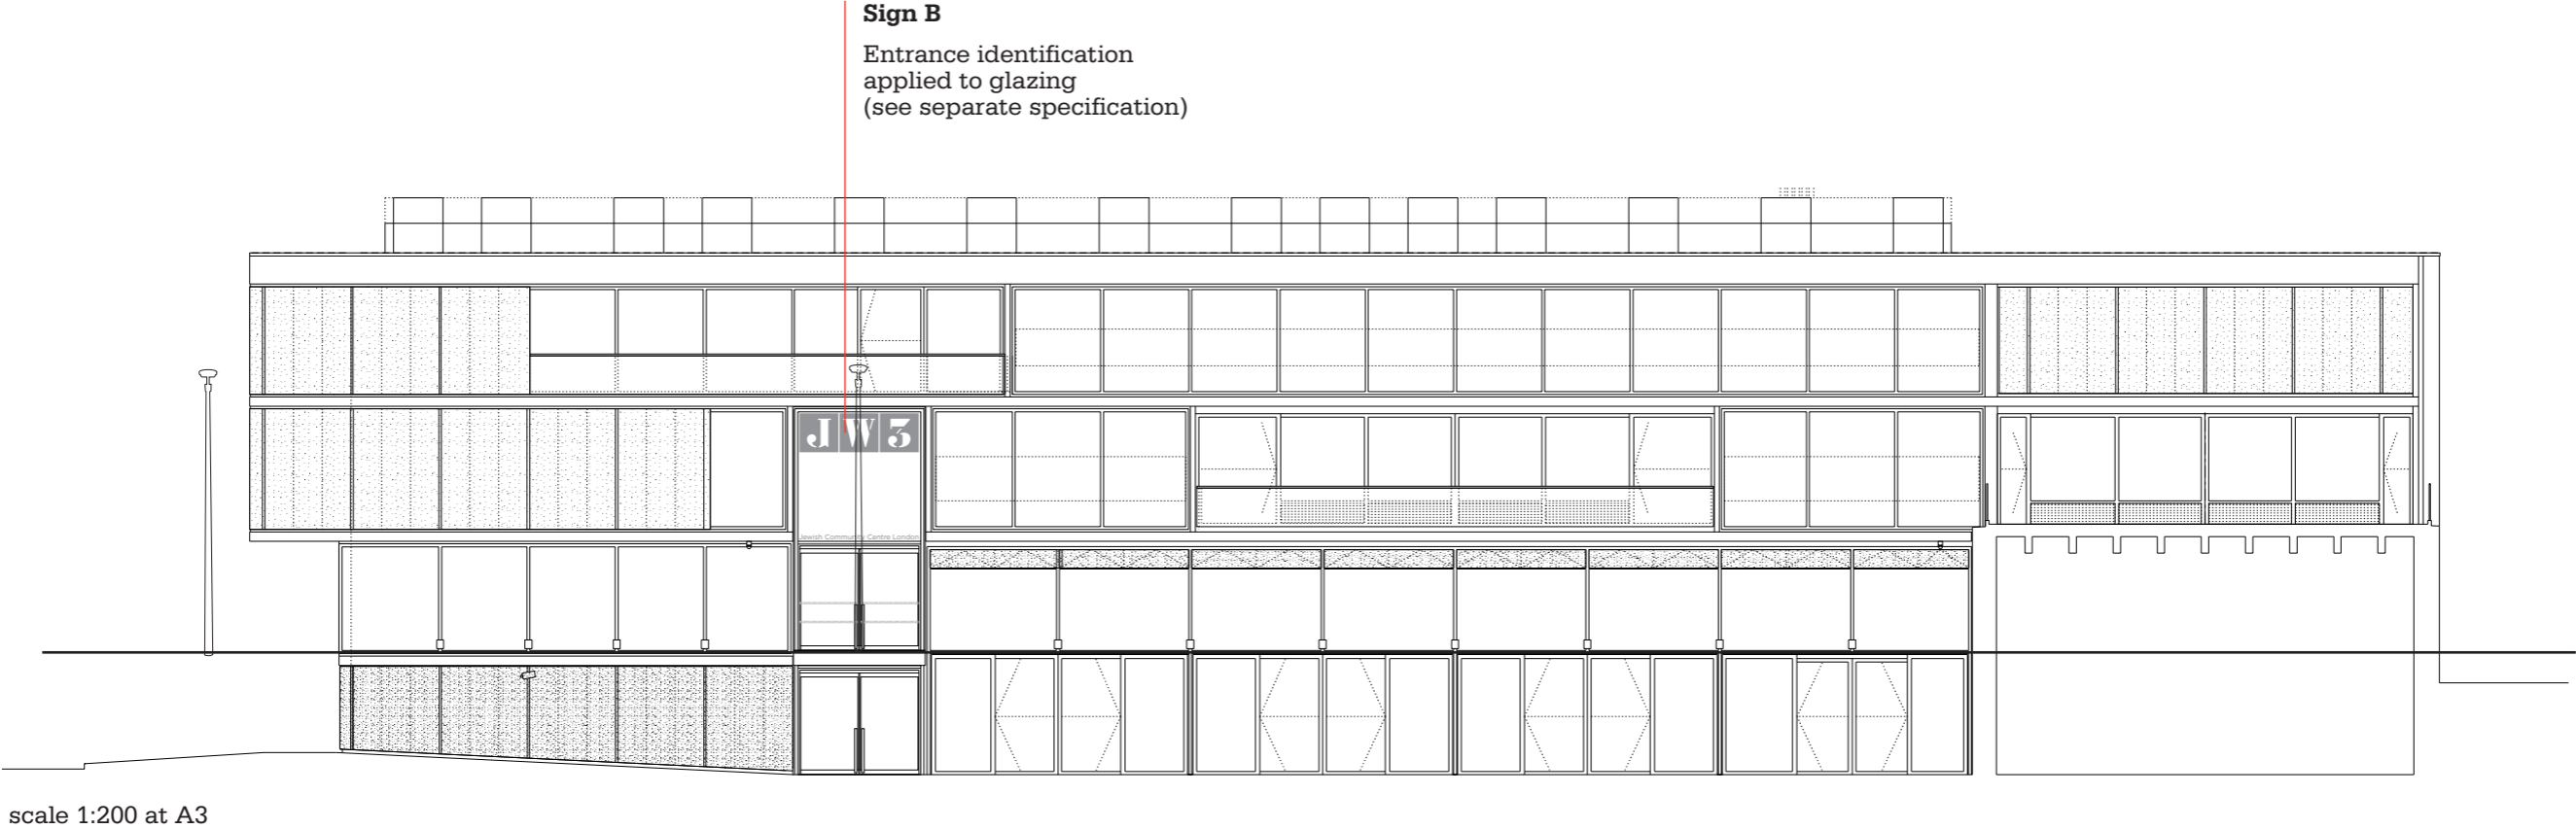 Sign B
Entrance identification
applied to glazing
(see separate specification)
JW3
Jewish Community Centre London
scale 1:200 at A3